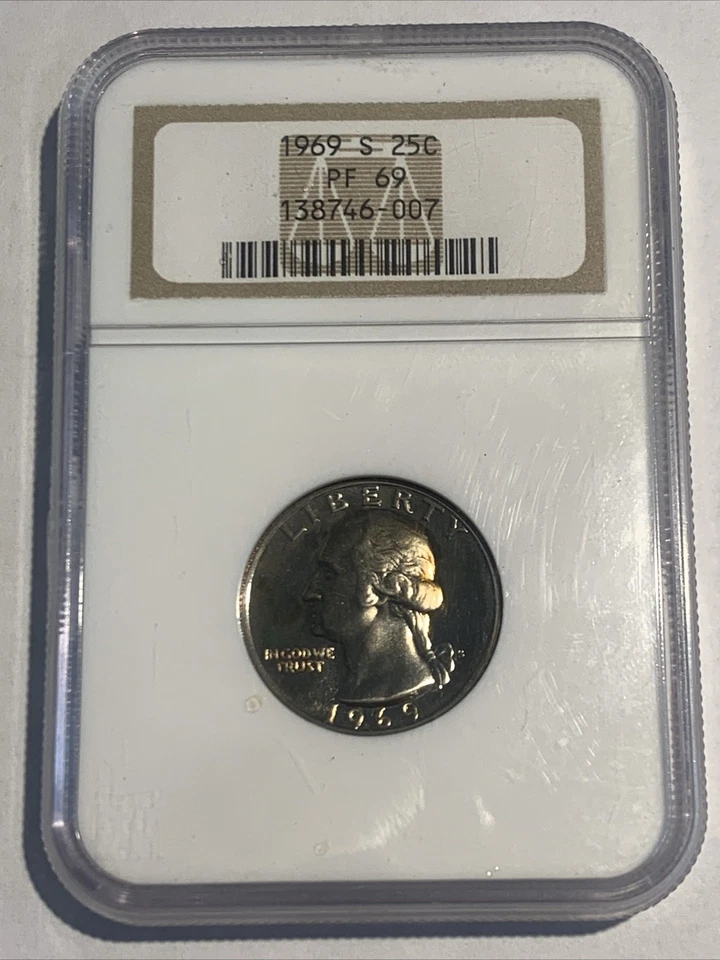 1969 S 25C
PF 69
138746-007
LIBERTY
IN GOD WE
TRUST
S
1969